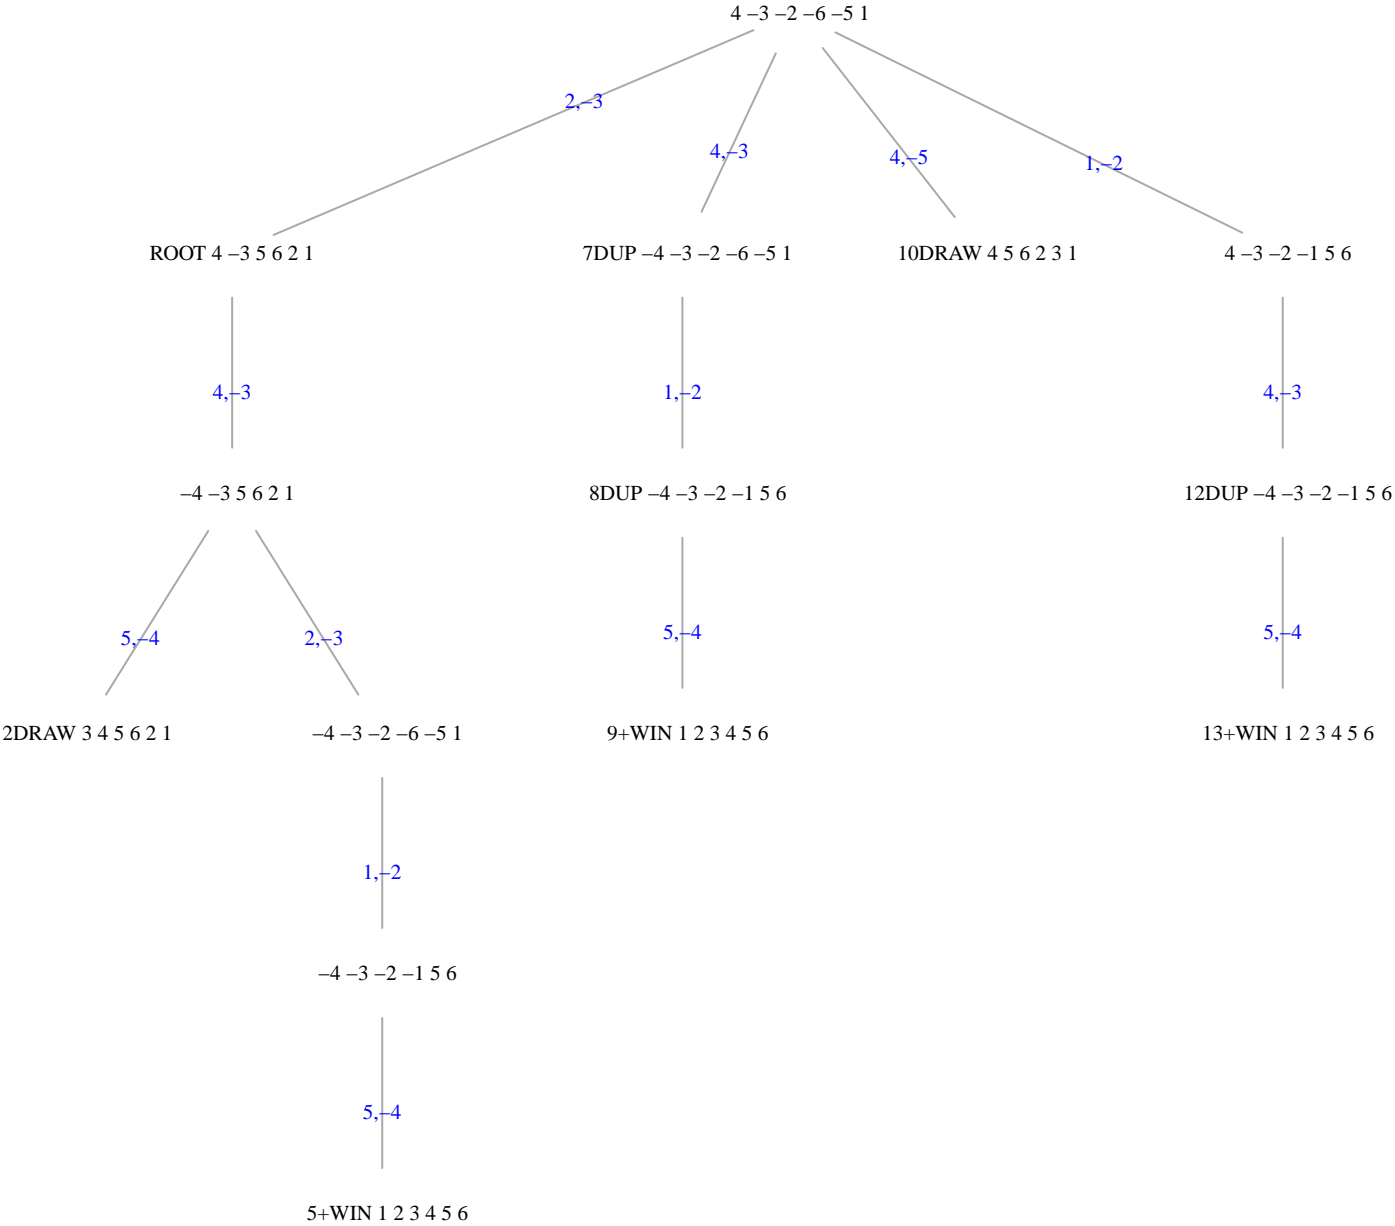 4 –3 –2 –6 –5 1
2,–3
4,–3
4,–5
1,–2
ROOT 4 –3 5 6 2 1
7DUP –4 –3 –2 –6 –5 1
10DRAW 4 5 6 2 3 1
4 –3 –2 –1 5 6
4,–3
1,–2
4,–3
–4 –3 5 6 2 1
8DUP –4 –3 –2 –1 5 6
12DUP –4 –3 –2 –1 5 6
5,–4
2,–3
5,–4
5,–4
2DRAW 3 4 5 6 2 1
–4 –3 –2 –6 –5 1
9+WIN 1 2 3 4 5 6
13+WIN 1 2 3 4 5 6
1,–2
–4 –3 –2 –1 5 6
5,–4
5+WIN 1 2 3 4 5 6